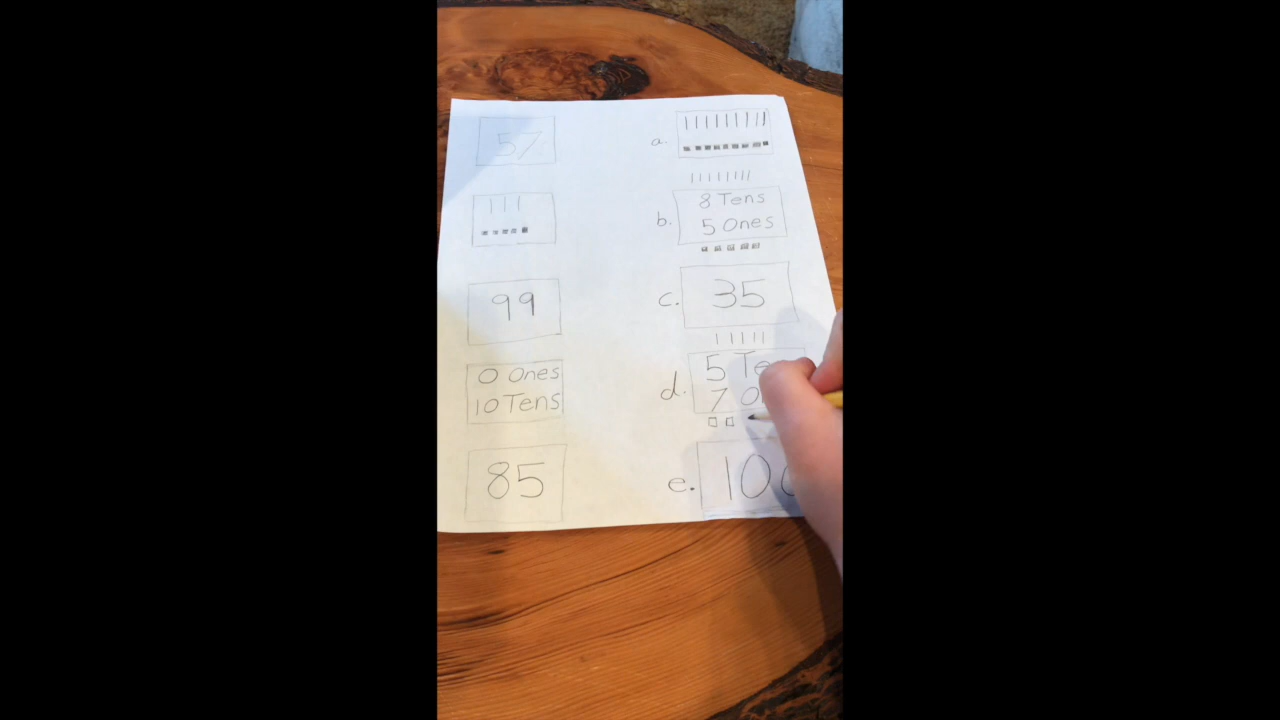 57
a.
8 Tens
b. 5 Ones
99
c. 35
0 Ones
10 Tens
5
d. 7
85
e. 10